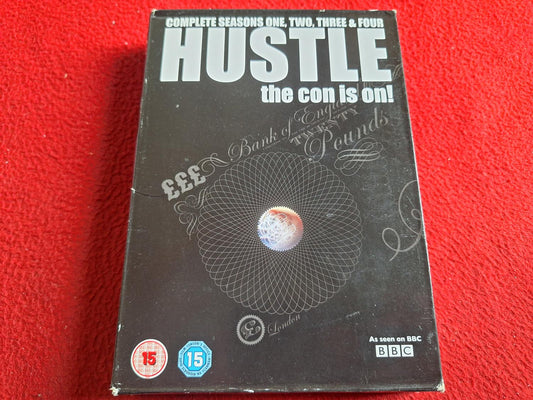 COMPLETE SEASONS ONE, TWO, THREE & FOUR
HUSTLE
the con is on!
Bank of Engla
TWENTY
Pounds
£££
£
London
15
15
As seen on BBC
BBC